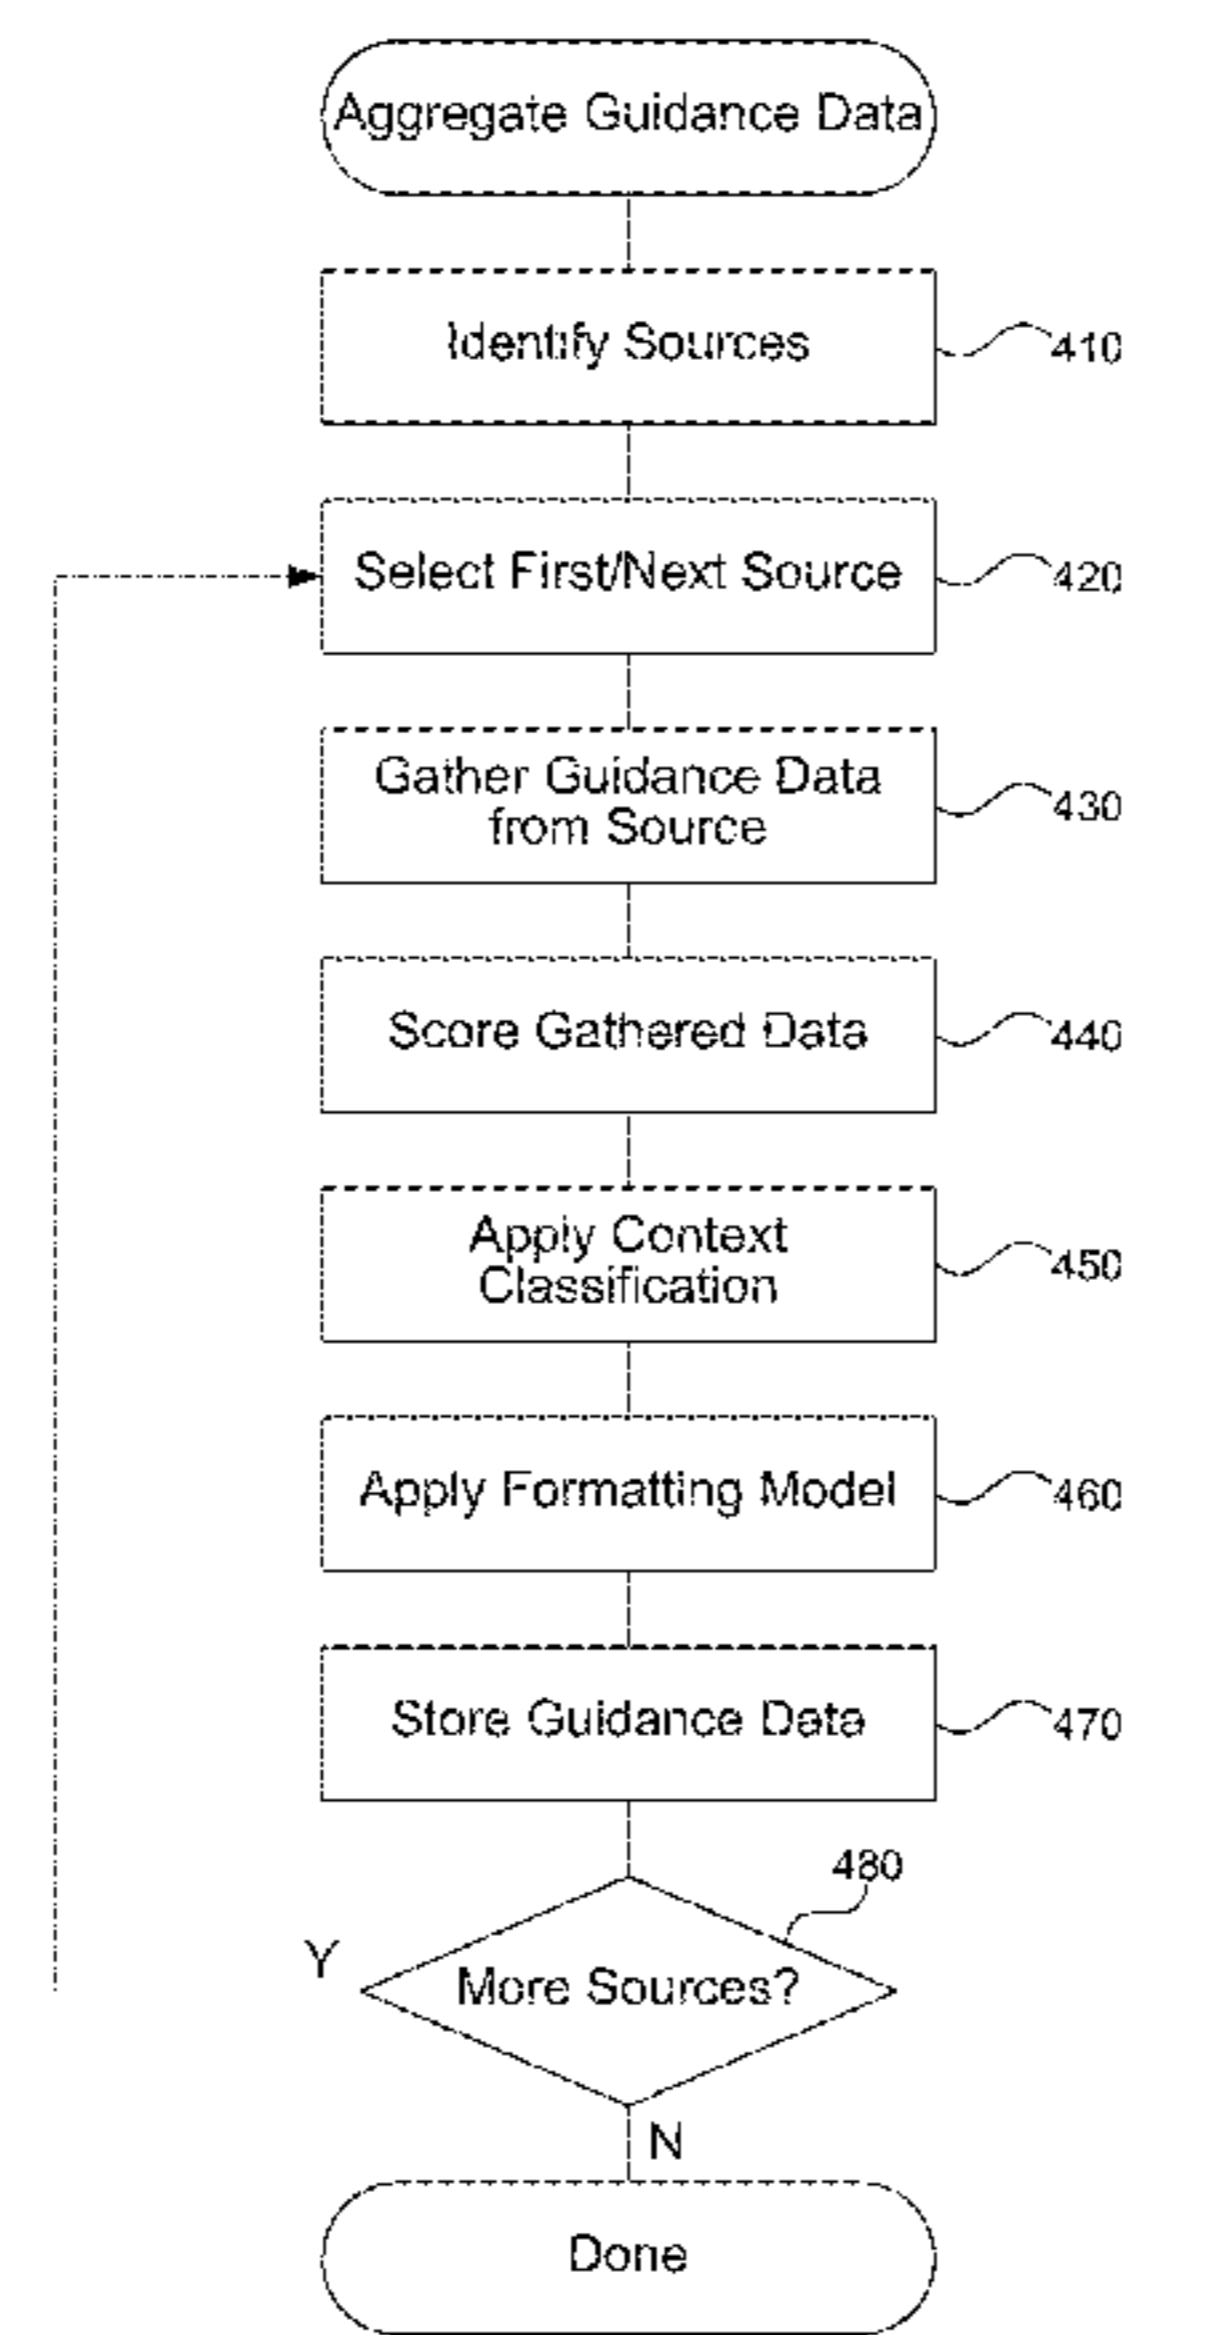 Aggregate Guidance Data
Identify Sources
410
Select First/Next Source
420
Gather Guidance Data
from Source
430
Score Gathered Data
440
Apply Context
Classification
450
Apply Formatting Model
460
Store Guidance Data
470
480
Y
More Sources?
N
Done